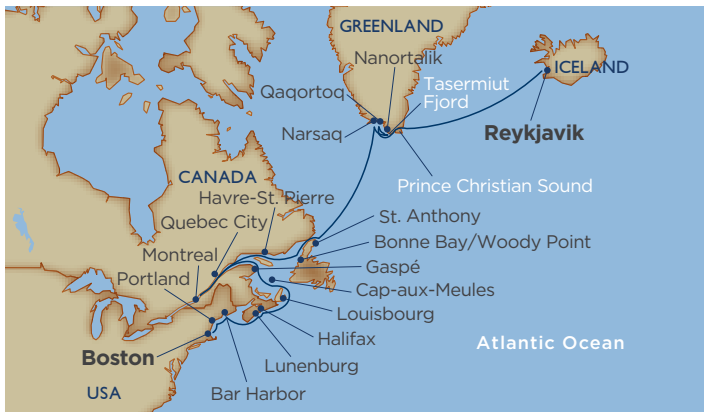 GREENLAND
Nanortalik
ICELAND
Tasermiut
Fjord
Qaqortoq
Narsaq
Reykjavik
CANADA
Prince Christian Sound
Havre-St. Pierre
St. Anthony
Quebec City
Bonne Bay/Woody Point
Montreal
Gaspé
Portland
Cap-aux-Meules
Louisbourg
Halifax
Atlantic Ocean
Boston
Lunenburg
USA
Bar Harbor